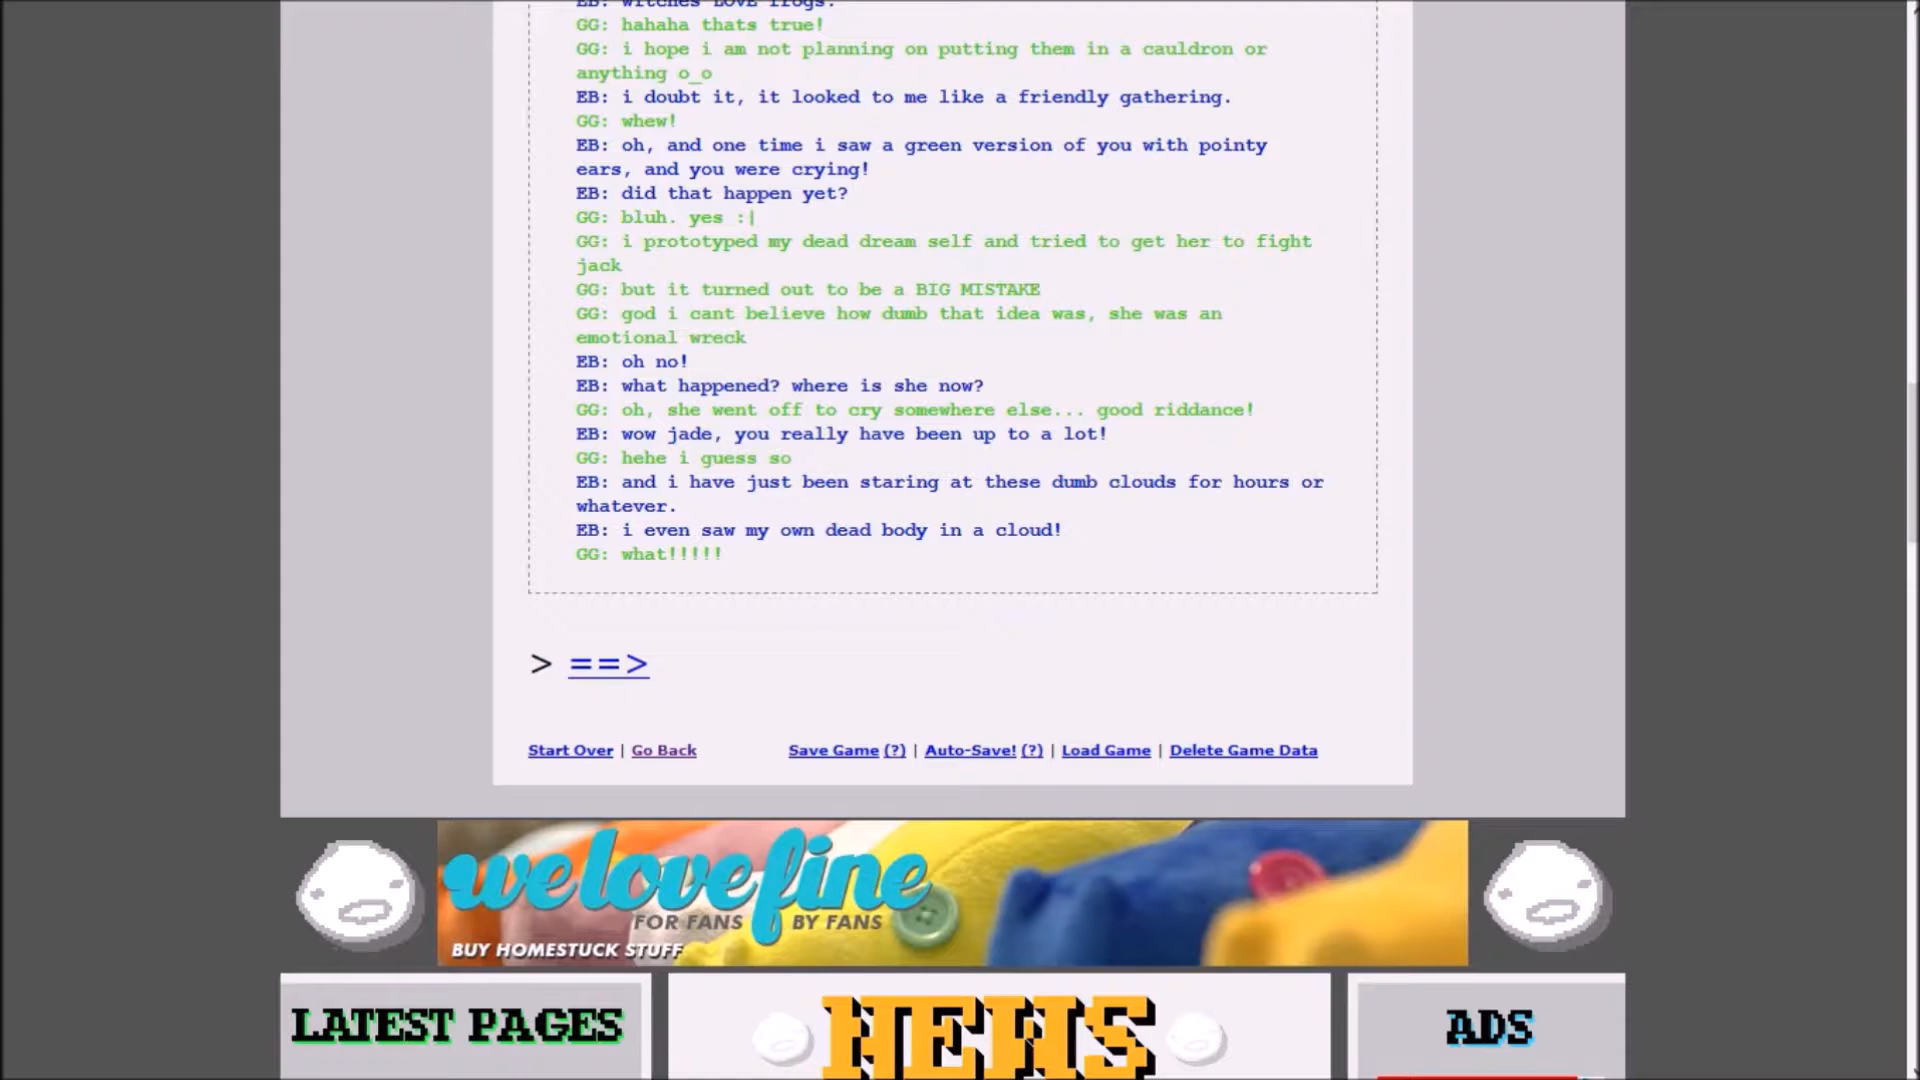 EB: witches LOVE frogs.
GG: hahaha thats true!
GG: i hope i am not planning on putting them in a cauldron or
anything o_o
EB: i doubt it, it looked to me like a friendly gathering.
GG: whew!
EB: oh, and one time i saw a green version of you with pointy
ears, and you were crying!
EB: did that happen yet?
GG: bluh. yes :|
GG: i prototyped my dead dream self and tried to get her to fight
jack
GG: but it turned out to be a BIG MISTAKE
GG: god i cant believe how dumb that idea was, she was an
emotional wreck
EB: oh no!
EB: what happened? where is she now?
GG: oh, she went off to cry somewhere else... good riddance!
EB: wow jade, you really have been up to a lot!
GG: hehe i guess so
EB: and i have just been staring at these dumb clouds for hours or
whatever.
EB: i even saw my own dead body in a cloud!
GG: what!!!!!
> ==>
Start Over | Go Back Save Game (?) | Auto-Save! (?) | Load Game | Delete Game Data
welovefine
FOR FANS BY FANS
BUY HOMESTUCK STUFF
LATEST PAGES
NEWS
ADS